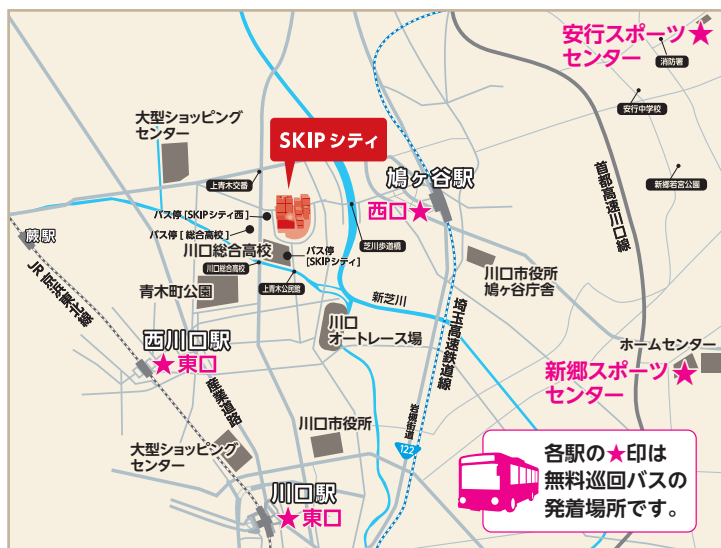 安行スポーツ★
センター
消防署
安行中学校
大型ショッピング
センター
SKIPシティ
首都高速川口線
新郷若宮公園
上青木交番
鳩ヶ谷駅
西口★
バス停[SKIPシティ西]
バス停[総合高校]
蕨駅
芝川歩道橋
川口総合高校
バス停
[SKIPシティ]
川口総合高校
上青木公民館
川口市役所
鳩ヶ谷庁舎
JR京浜東北線
青木町公園
新芝川
埼玉高速鉄道線
川口
オートレース場
西川口駅
★東口
ホームセンター
新郷スポーツ★
センター
産業道路
岩槻街道
122
川口市役所
大型ショッピング
センター
川口駅
★東口
各駅の★印は
無料巡回バスの
発着場所です。